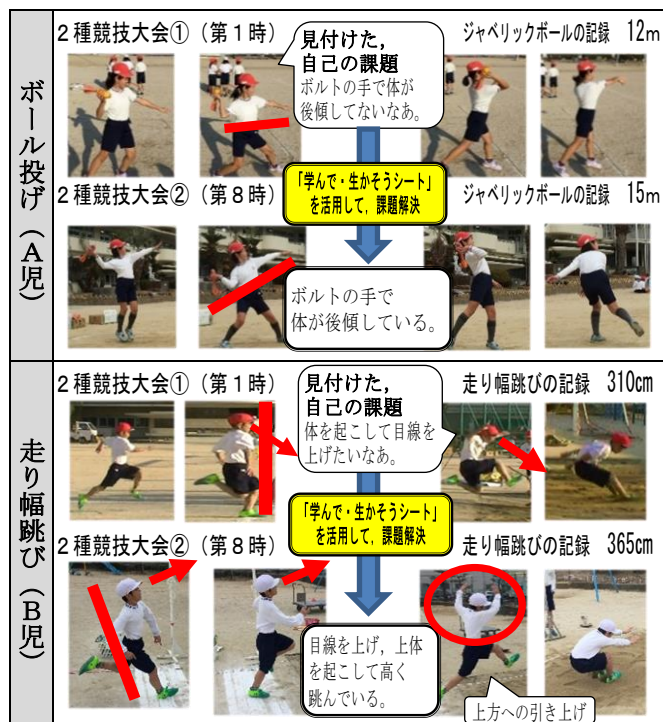 ボール投げ（A児）
２種競技大会①（第１時）
見付けた，
自己の課題
ボルトの手で体が
後傾してないなあ。
ジャベリックボールの記録　12m
「学んで・生かそうシート」
を活用して，課題解決
２種競技大会②（第８時）
ジャベリックボールの記録　15m
ボルトの手で
体が後傾している。
走り幅跳び（B児）
２種競技大会①（第１時）
見付けた，
自己の課題
体を起こして目線を
上げたいなあ。
走り幅跳びの記録　310cm
「学んで・生かそうシート」
を活用して，課題解決
２種競技大会②（第８時）
走り幅跳びの記録　365cm
目線を上げ，上体
を起こして高く
跳んでいる。
上方への引き上げ